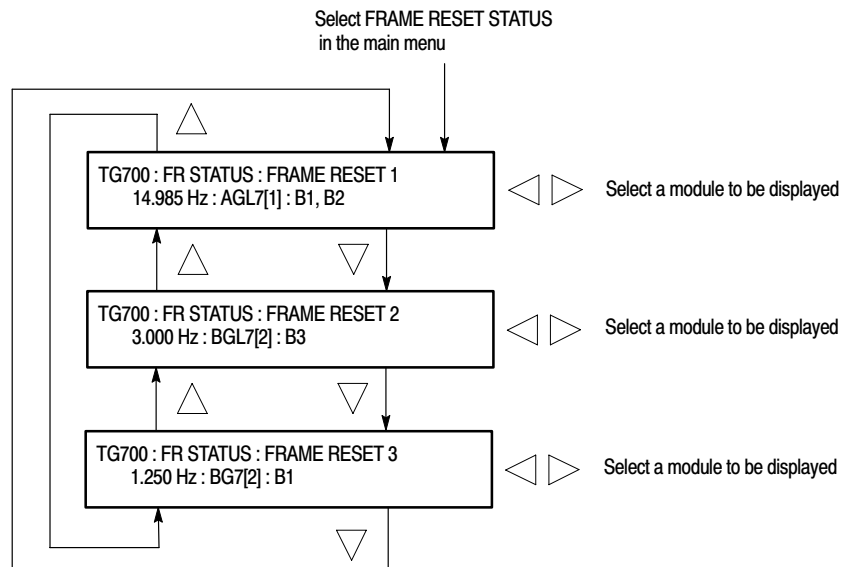 Select FRAME RESET STATUS
in the main menu
TG700 : FR STATUS : FRAME RESET 1
14.985 Hz : AGL7[1] : B1, B2
Select a module to be displayed
TG700 : FR STATUS : FRAME RESET 2
3.000 Hz : BGL7[2] : B3
Select a module to be displayed
TG700 : FR STATUS : FRAME RESET 3
1.250 Hz : BG7[2] : B1
Select a module to be displayed